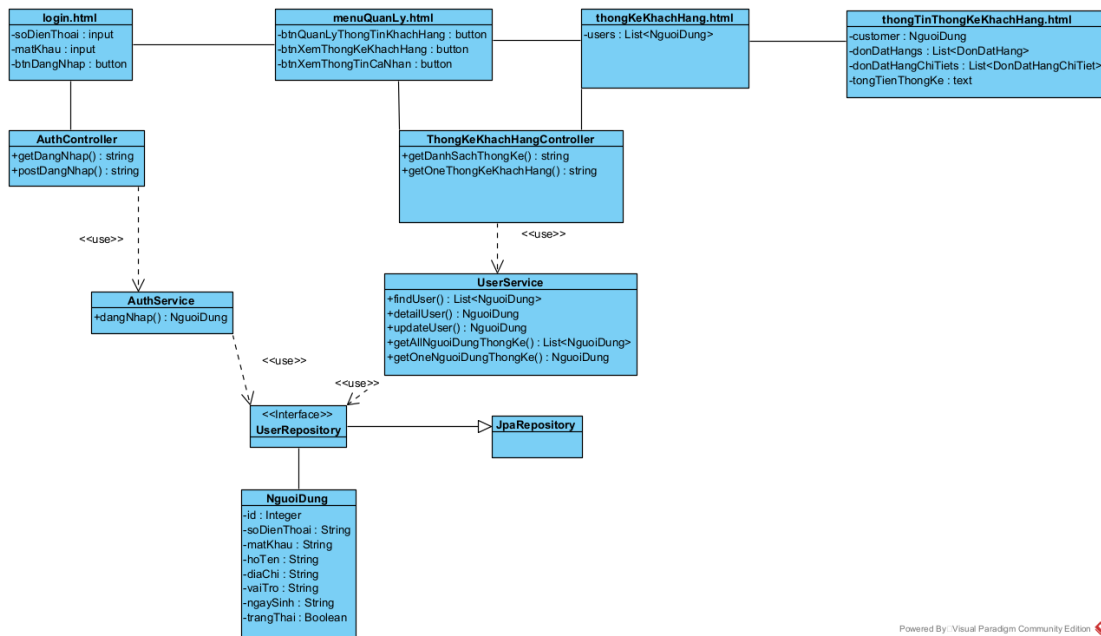 login.html
-soDienThoai : input
-matKhau : input
-btnDangNhap : button
menuQuanLy.html
-btnQuanLyThongTinKhachHang : button
-btnXemThongKeKhachHang : button
-btnXemThongTinCaNhan : button
thongKeKhachHang.html
-users : List<NguoiDung>
thongTinThongKeKhachHang.html
-customer : NguoiDung
-donDatHangs : List<DonDatHang>
-donDatHangChiTiets : List<DonDatHangChiTiet>
-tongTienThongKe : text
AuthController
+getDangNhap() : string
+postDangNhap() : string
ThongKeKhachHangController
+getDanhSachThongKe() : string
+getOneThongKeKhachHang() : string
<<use>>
<<use>>
AuthService
+dangNhap() : NguoiDung
UserService
+findUser() : List<NguoiDung>
+detailUser() : NguoiDung
+updateUser() : NguoiDung
+getAllNguoiDungThongKe() : List<NguoiDung>
+getOneNguoiDungThongKe() : NguoiDung
<<use>>
<<use>>
<<Interface>>
UserRepository
JpaRepository
NguoiDung
-id : Integer
-soDienThoai : String
-matKhau : String
-hoTen : String
-diaChi : String
-vaiTro : String
-ngaySinh : String
-trangThai : Boolean
Powered By Visual Paradigm Community Edition